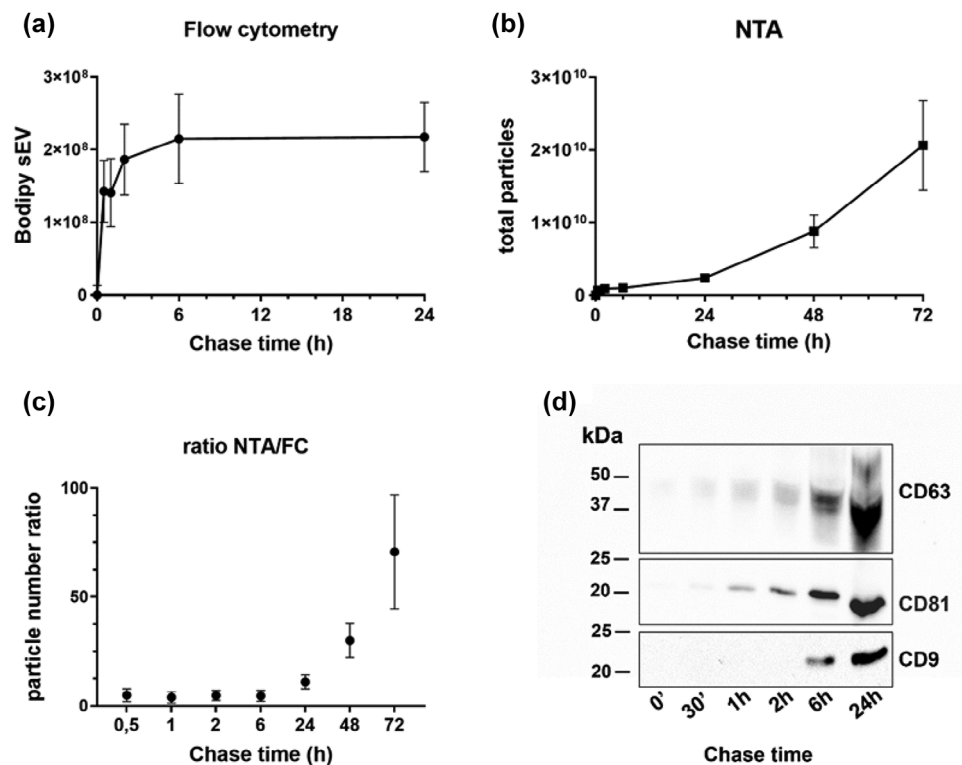 (a)
Flow cytometry
3×10⁸
2×10⁸
1×10⁸
0
Bodipy sEV
0 6 12 18 24
Chase time (h)
(b)
NTA
3×10¹⁰
2×10¹⁰
1×10¹⁰
0
total particles
0 24 48 72
Chase time (h)
(c)
ratio NTA/FC
100
50
0
particle number ratio
0,5 1 2 6 24 48 72
Chase time (h)
(d)
kDa
50
37
CD63
25
20
CD81
25
20
CD9
0' 30' 1h 2h 6h 24h
Chase time